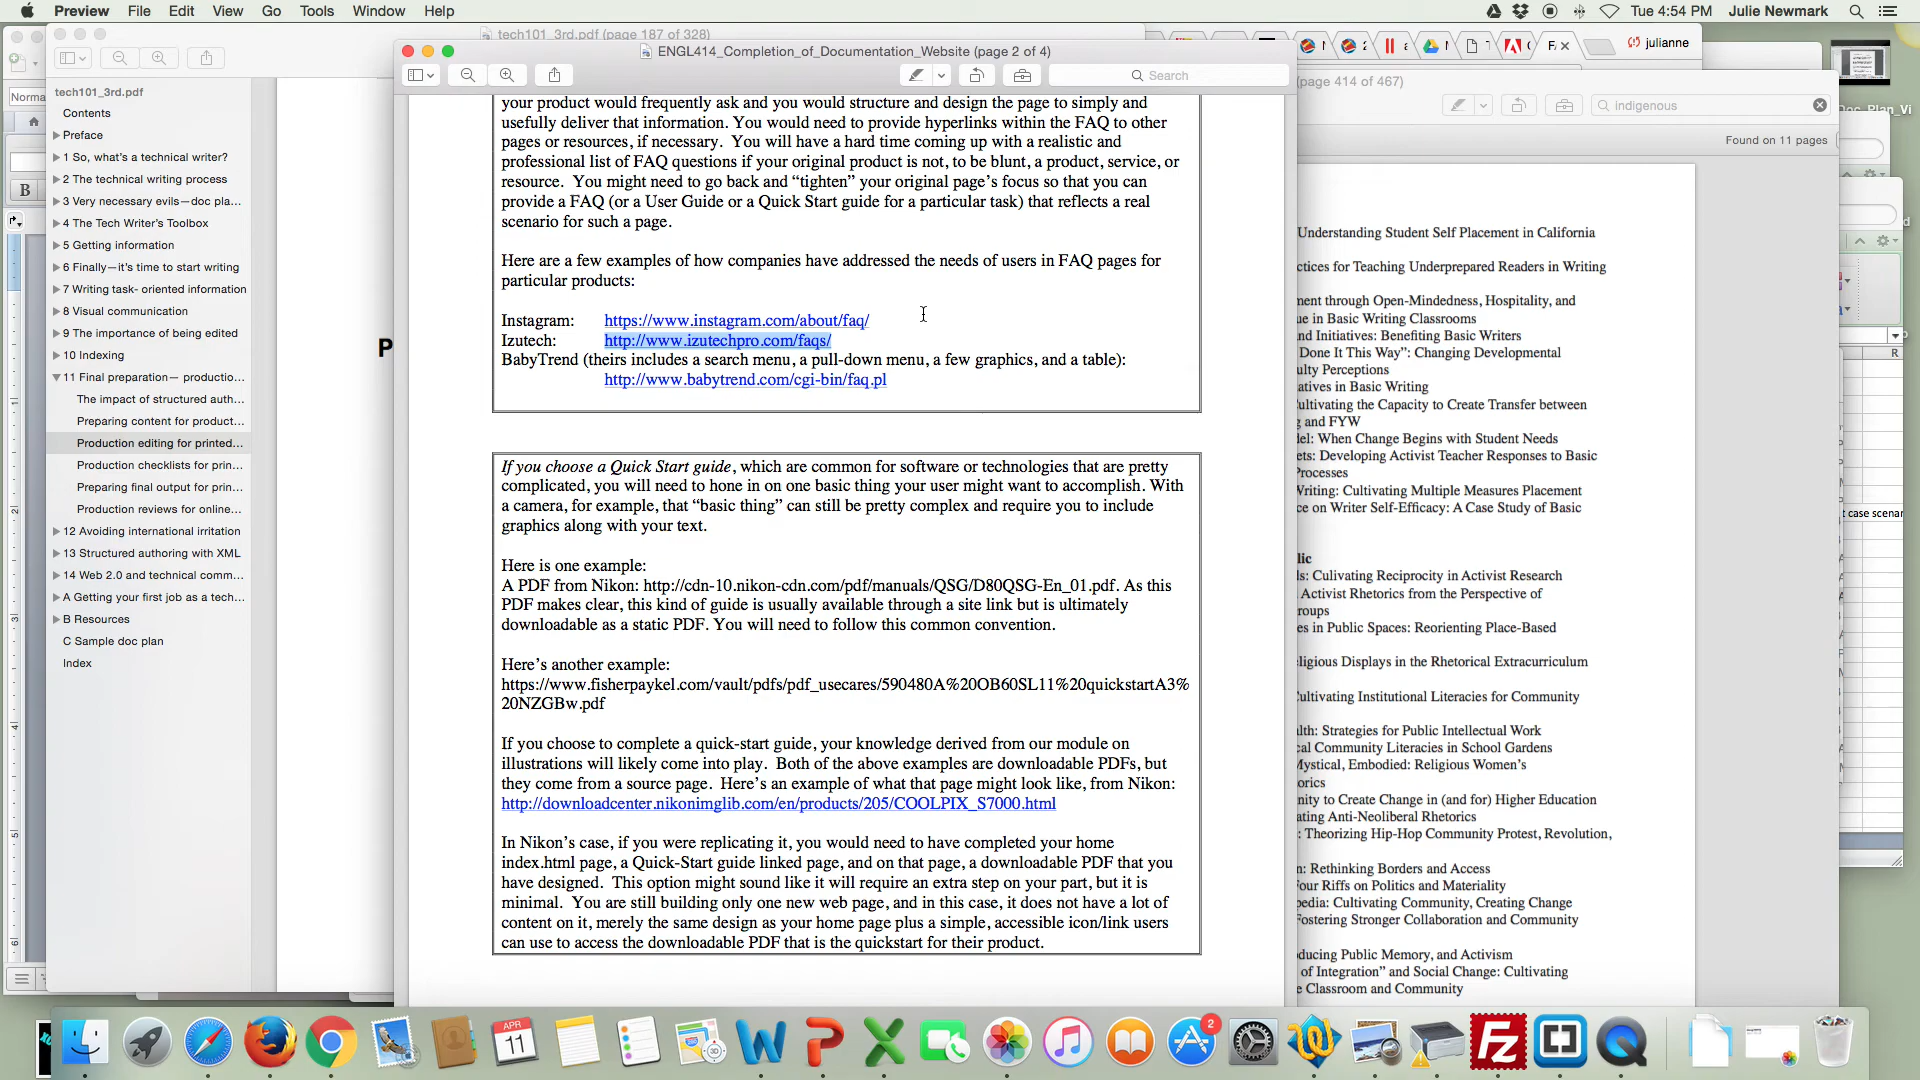 Preview File Edit View Go Tools Window Help
Tue 4:54 PM Julie Newmark
tech101_3rd.pdf (page 187 of 328)
ENGL414_Completion_of_Documentation_Website (page 2 of 4)
julianne
(page 414 of 467)
Search
indigenous
Found on 11 pages
Norma
B
tech101_3rd.pdf
Contents
Preface
1 So, what's a technical writer?
2 The technical writing process
3 Very necessary evils—doc pla...
4 The Tech Writer's Toolbox
5 Getting information
6 Finally—it's time to start writing
7 Writing task- oriented information
8 Visual communication
9 The importance of being edited
10 Indexing
11 Final preparation— productio...
The impact of structured auth...
Preparing content for product...
Production editing for printed...
Production checklists for prin...
Preparing final output for prin...
Production reviews for online...
12 Avoiding international irritation
13 Structured authoring with XML
14 Web 2.0 and technical comm...
A Getting your first job as a tech...
B Resources
C Sample doc plan
Index
P
your product would frequently ask and you would structure and design the page to simply and
usefully deliver that information. You would need to provide hyperlinks within the FAQ to other
pages or resources, if necessary. You will have a hard time coming up with a realistic and
professional list of FAQ questions if your original product is not, to be blunt, a product, service, or
resource. You might need to go back and “tighten” your original page’s focus so that you can
provide a FAQ (or a User Guide or a Quick Start guide for a particular task) that reflects a real
scenario for such a page.
Here are a few examples of how companies have addressed the needs of users in FAQ pages for
particular products:
Instagram: https://www.instagram.com/about/faq/
Izutech: http://www.izutechpro.com/faqs/
BabyTrend (theirs includes a search menu, a pull-down menu, a few graphics, and a table):
http://www.babytrend.com/cgi-bin/faq.pl
If you choose a Quick Start guide, which are common for software or technologies that are pretty
complicated, you will need to hone in on one basic thing your user might want to accomplish. With
a camera, for example, that “basic thing” can still be pretty complex and require you to include
graphics along with your text.
Here is one example:
A PDF from Nikon: http://cdn-10.nikon-cdn.com/pdf/manuals/QSG/D80QSG-En_01.pdf. As this
PDF makes clear, this kind of guide is usually available through a site link but is ultimately
downloadable as a static PDF. You will need to follow this common convention.
Here’s another example:
https://www.fisherpaykel.com/vault/pdfs/pdf_usecares/590480A%20OB60SL11%20quickstartA3%
20NZGBw.pdf
If you choose to complete a quick-start guide, your knowledge derived from our module on
illustrations will likely come into play. Both of the above examples are downloadable PDFs, but
they come from a source page. Here’s an example of what that page might look like, from Nikon:
http://downloadcenter.nikonimglib.com/en/products/205/COOLPIX_S7000.html
In Nikon’s case, if you were replicating it, you would need to have completed your home
index.html page, a Quick-Start guide linked page, and on that page, a downloadable PDF that you
have designed. This option might sound like it will require an extra step on your part, but it is
minimal. You are still building only one new web page, and in this case, it does not have a lot of
content on it, merely the same design as your home page plus a simple, accessible icon/link users
can use to access the downloadable PDF that is the quickstart for their product.
Understanding Student Self Placement in California
ctices for Teaching Underprepared Readers in Writing
ment through Open-Mindedness, Hospitality, and
ue in Basic Writing Classrooms
and Initiatives: Benefiting Basic Writers
Done It This Way”: Changing Developmental
ulty Perceptions
atives in Basic Writing
ultivating the Capacity to Create Transfer between
g and FYW
del: When Change Begins with Student Needs
ets: Developing Activist Teacher Responses to Basic
Processes
Writing: Cultivating Multiple Measures Placement
ce on Writer Self-Efficacy: A Case Study of Basic
lic
ls: Culivating Reciprocity in Activist Research
Activist Rhetorics from the Perspective of
roups
es in Public Spaces: Reorienting Place-Based
ligious Displays in the Rhetorical Extracurriculum
ultivating Institutional Literacies for Community
lth: Strategies for Public Intellectual Work
cal Community Literacies in School Gardens
Mystical, Embodied: Religious Women’s
orics
nity to Create Change in (and for) Higher Education
ating Anti-Neoliberal Rhetorics
: Theorizing Hip-Hop Community Protest, Revolution,
n: Rethinking Borders and Access
our Riffs on Politics and Materiality
pedia: Cultivating Community, Creating Change
ostering Stronger Collaboration and Community
ducing Public Memory, and Activism
of Integration” and Social Change: Cultivating
e Classroom and Community
Doc_Plan_Vi
R
t case scenar
APR
11
2